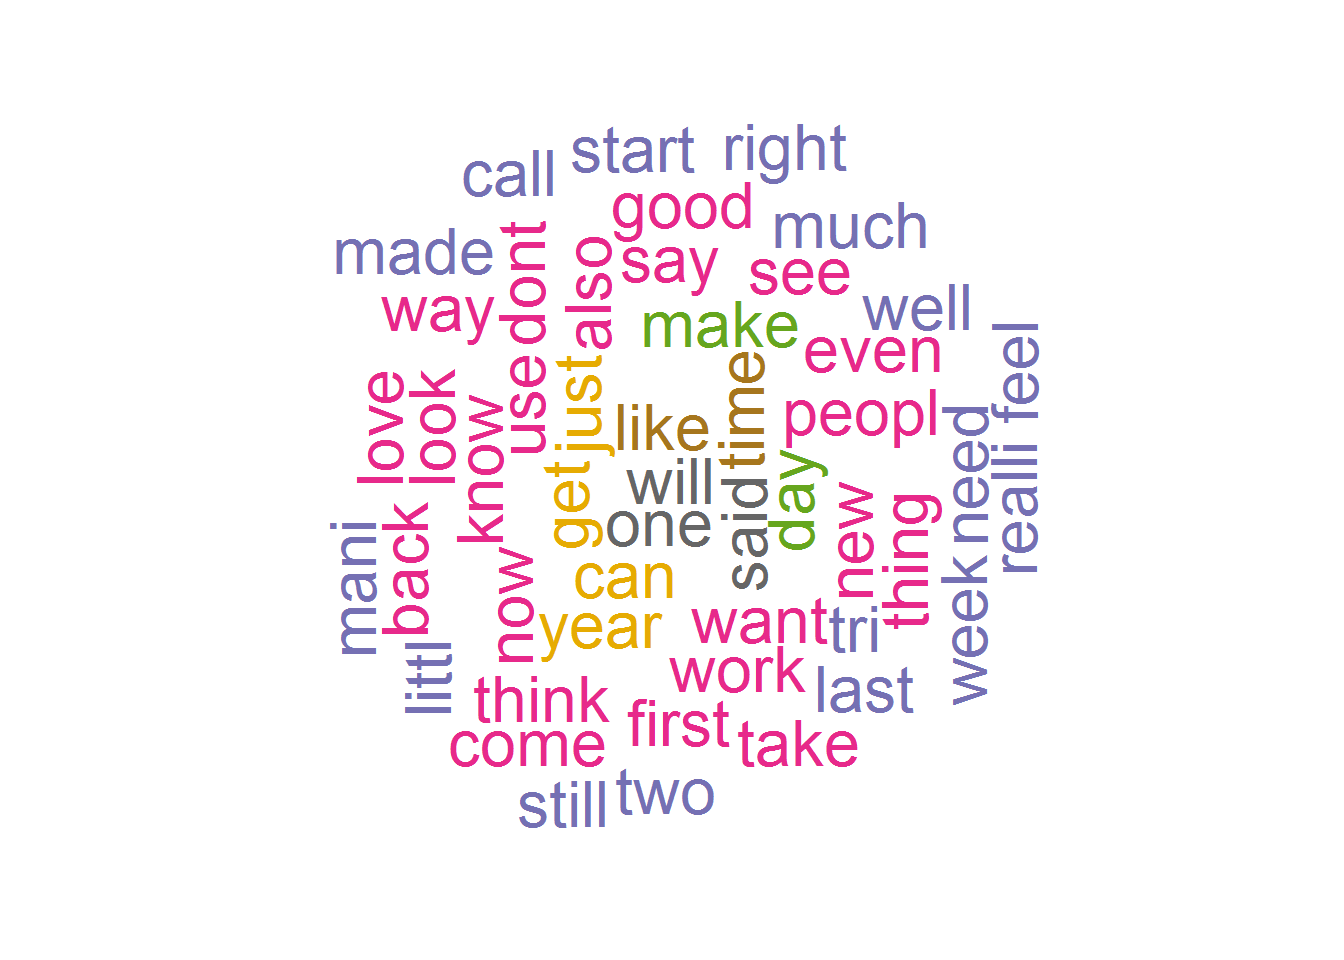 start
right
call
good
much
made
dont
also
say
see
way
make
well
even
feel
love
look
know
use
just
like
time
peopl
need
realli
get
will
day
one
said
new
thing
week
mani
back
now
can
year
want
tri
work
last
littl
think
first
come
take
still
two